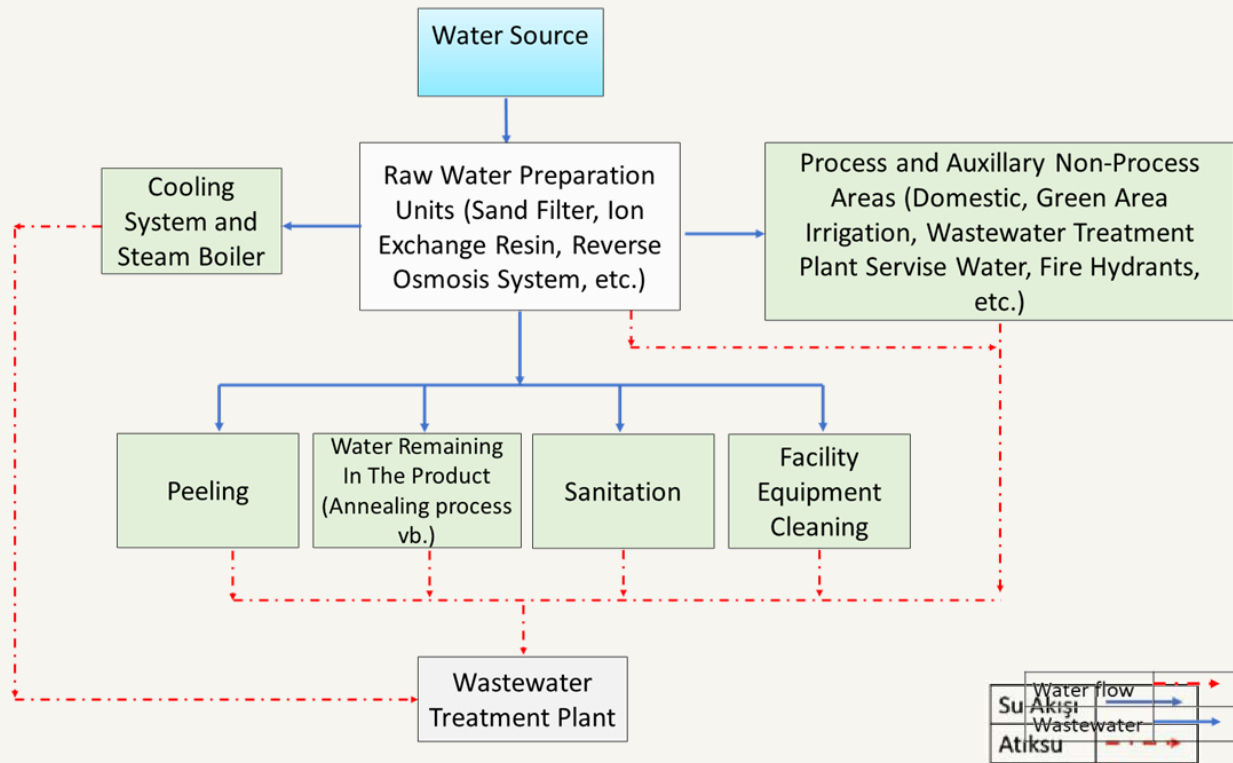 Water Source
Raw Water Preparation
Units (Sand Filter, Ion
Exchange Resin, Reverse
Osmosis System, etc.)
Cooling
System and
Steam Boiler
Process and Auxillary Non-Process
Areas (Domestic, Green Area
Irrigation, Wastewater Treatment
Plant Servise Water, Fire Hydrants,
etc.)
Peeling
Water Remaining
In The Product
(Annealing process
vb.)
Sanitation
Facility
Equipment
Cleaning
Wastewater
Treatment Plant
Water flow
Su Akışı
Wastewater
Atıksu